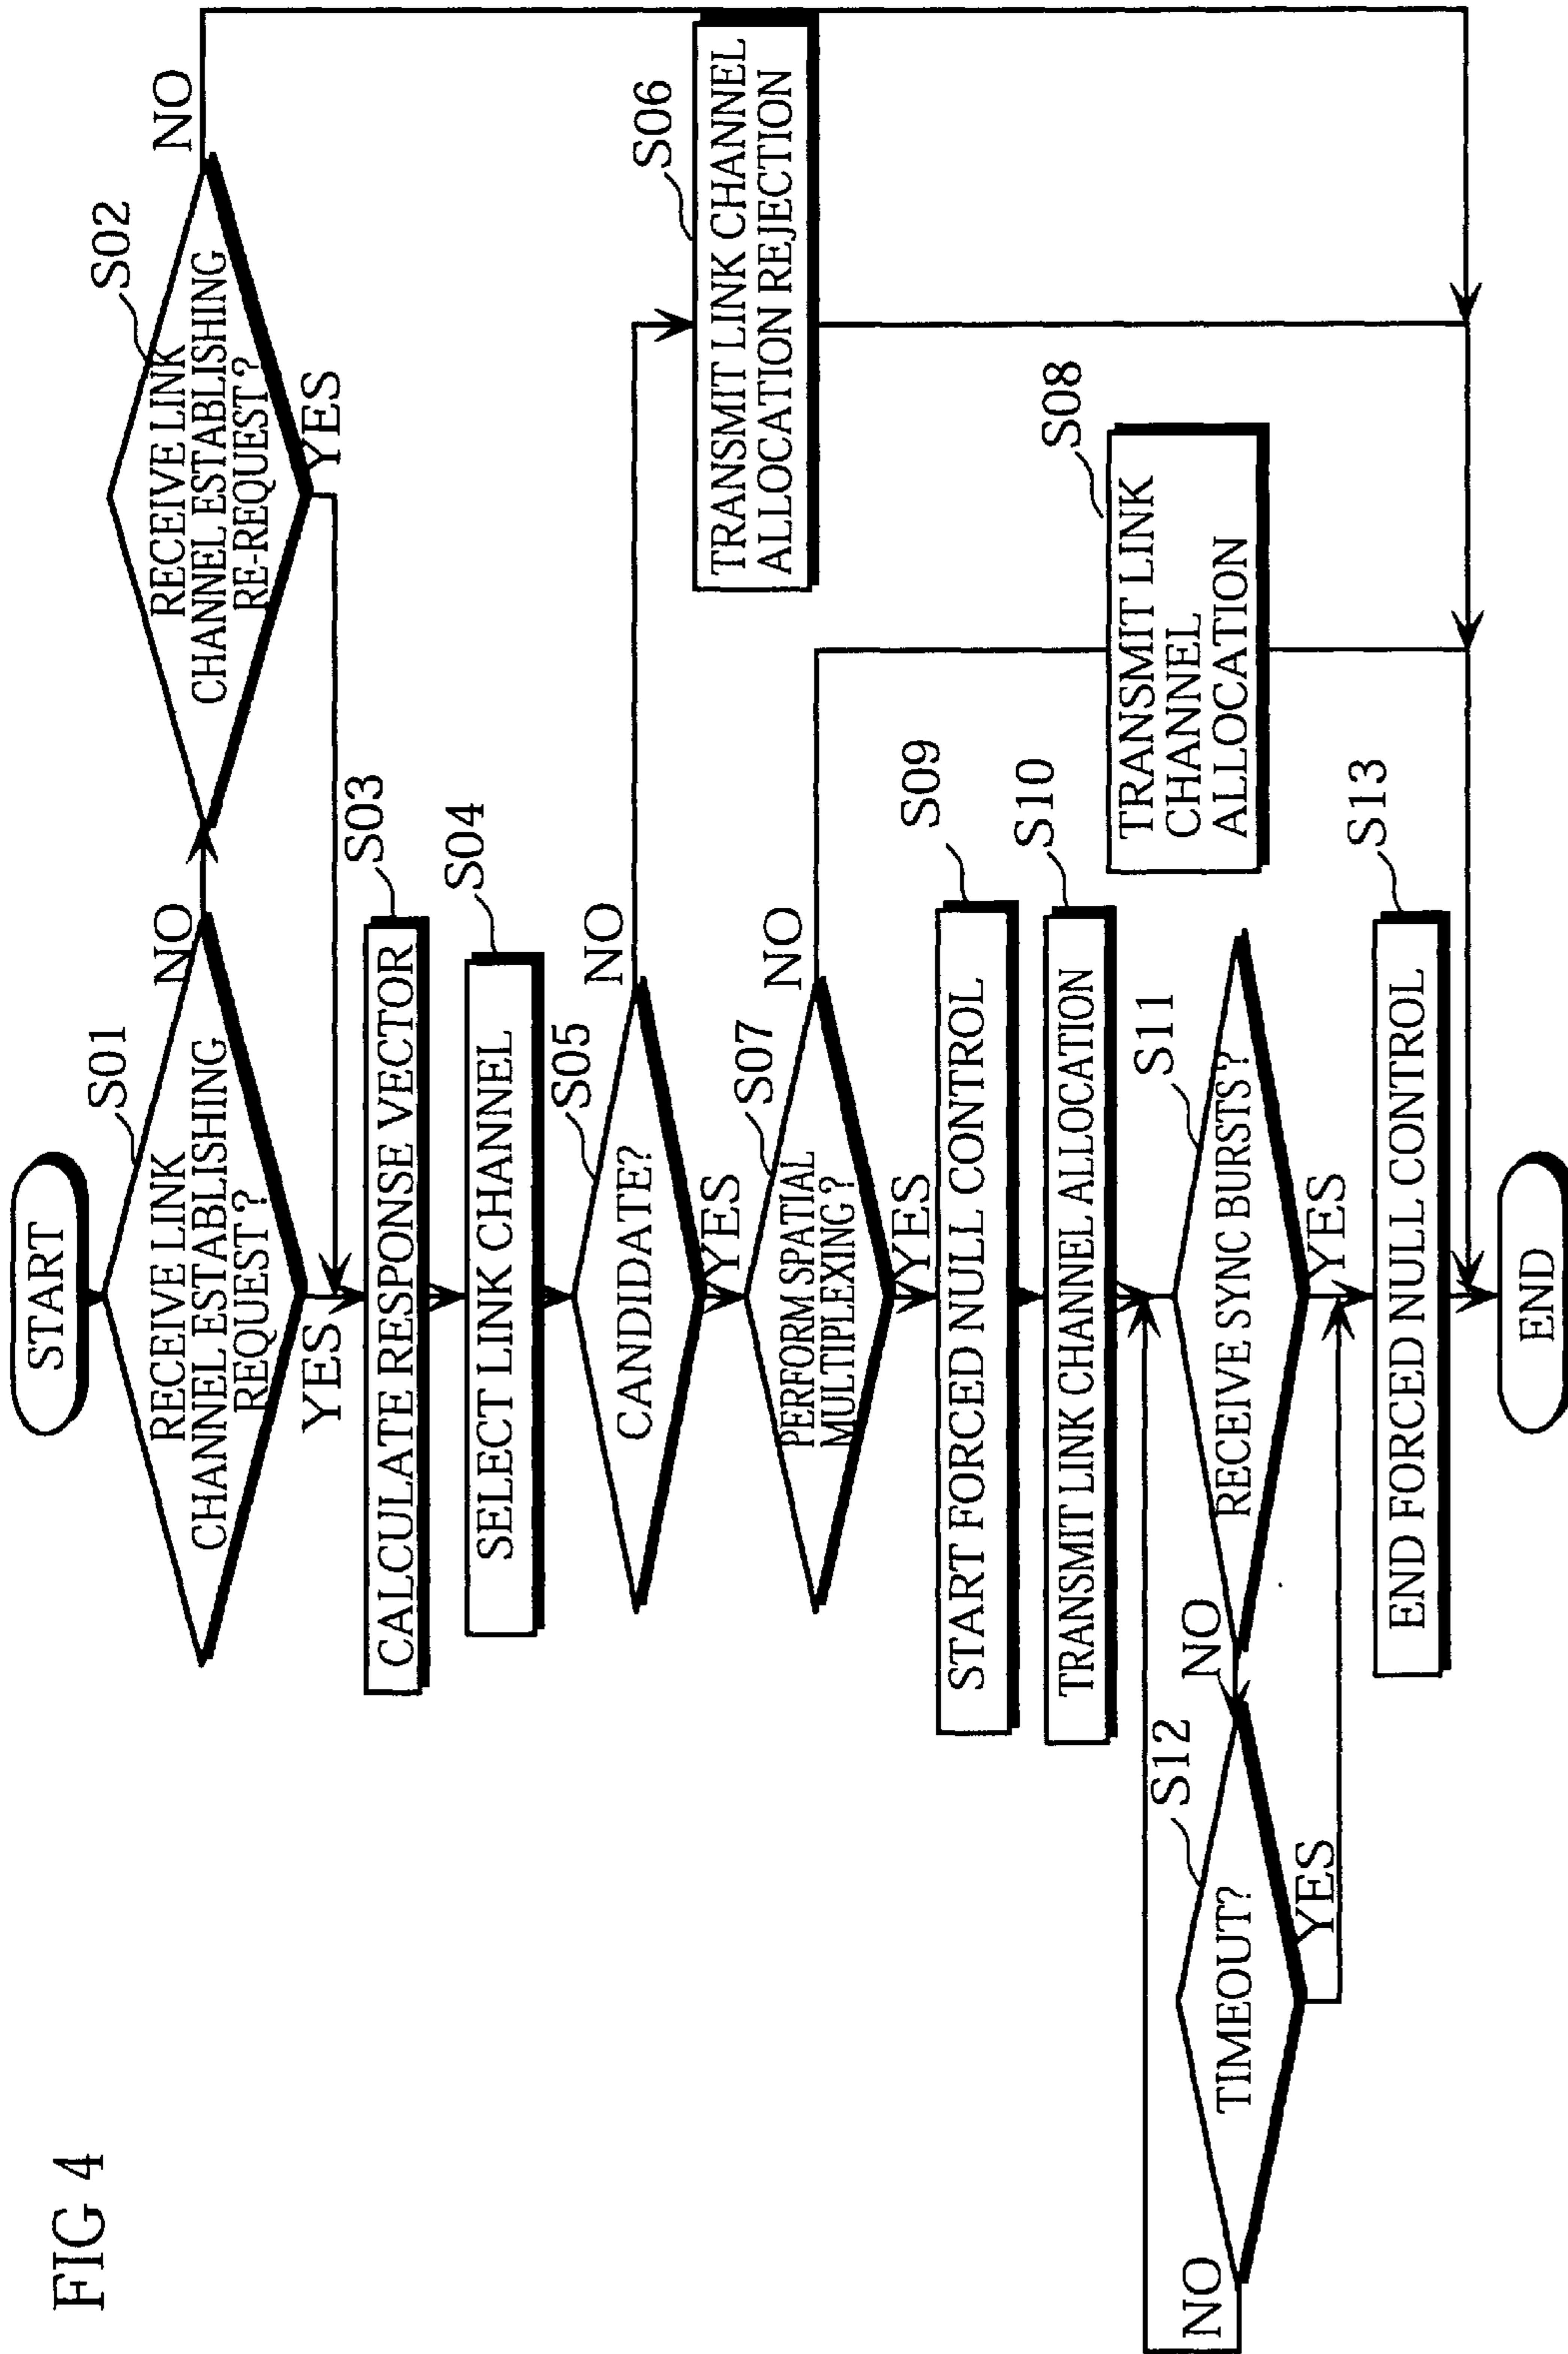 FIG 4
START
S01
RECEIVE LINK
CHANNEL ESTABLISHING
REQUEST?
NO
YES
S02
RECEIVE LINK
CHANNEL ESTABLISHING
RE-REQUEST?
NO
YES
S03
CALCULATE RESPONSE VECTOR
S04
SELECT LINK CHANNEL
S05
CANDIDATE?
NO
YES
S06
TRANSMIT LINK CHANNEL
ALLOCATION REJECTION
S07
PERFORM SPATIAL
MULTIPLEXING?
NO
YES
S08
TRANSMIT LINK
CHANNEL
ALLOCATION
S09
START FORCED NULL CONTROL
S10
TRANSMIT LINK CHANNEL ALLOCATION
S11
RECEIVE SYNC BURSTS?
NO
YES
S12
TIMEOUT?
NO
YES
S13
END FORCED NULL CONTROL
END